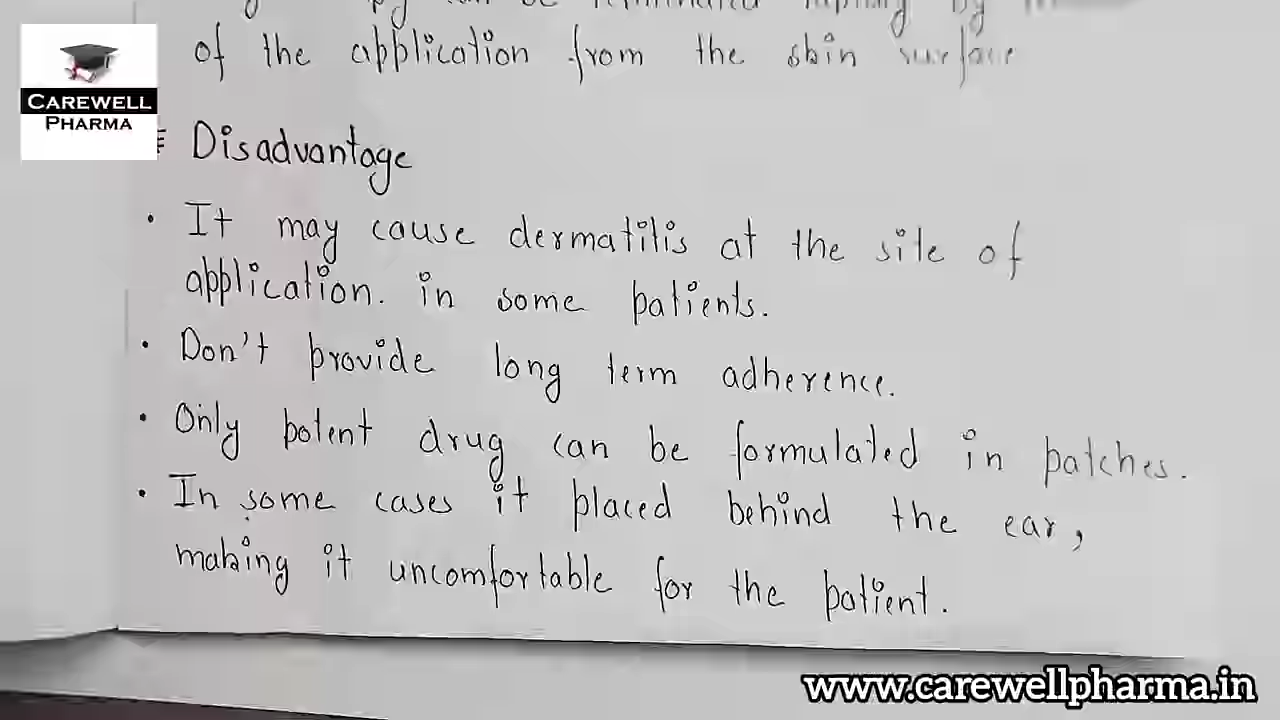 can be
of the application from the skin surface
CAREWELL
PHARMA
Disadvantage
• It may cause dermatitis at the site of
application. in some patients.
• Don't provide long term adherence.
• Only potent drug can be formulated in patches.
• In some cases it placed behind the ear,
making it uncomfortable for the patient.
www.carewellpharma.in